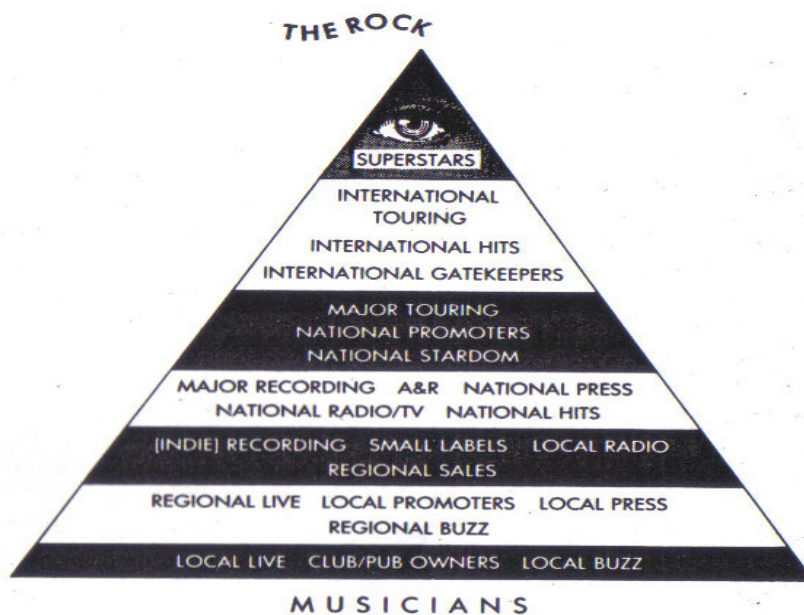 THE ROCK
SUPERSTARS
INTERNATIONAL
TOURING
INTERNATIONAL HITS
INTERNATIONAL GATEKEEPERS
MAJOR TOURING
NATIONAL PROMOTERS
NATIONAL STARDOM
MAJOR RECORDING A&R NATIONAL PRESS
NATIONAL RADIO/TV NATIONAL HITS
(INDIE) RECORDING SMALL LABELS LOCAL RADIO
REGIONAL SALES
REGIONAL LIVE LOCAL PROMOTERS LOCAL PRESS
REGIONAL BUZZ
LOCAL LIVE CLUB/PUB OWNERS LOCAL BUZZ
MUSICIANS